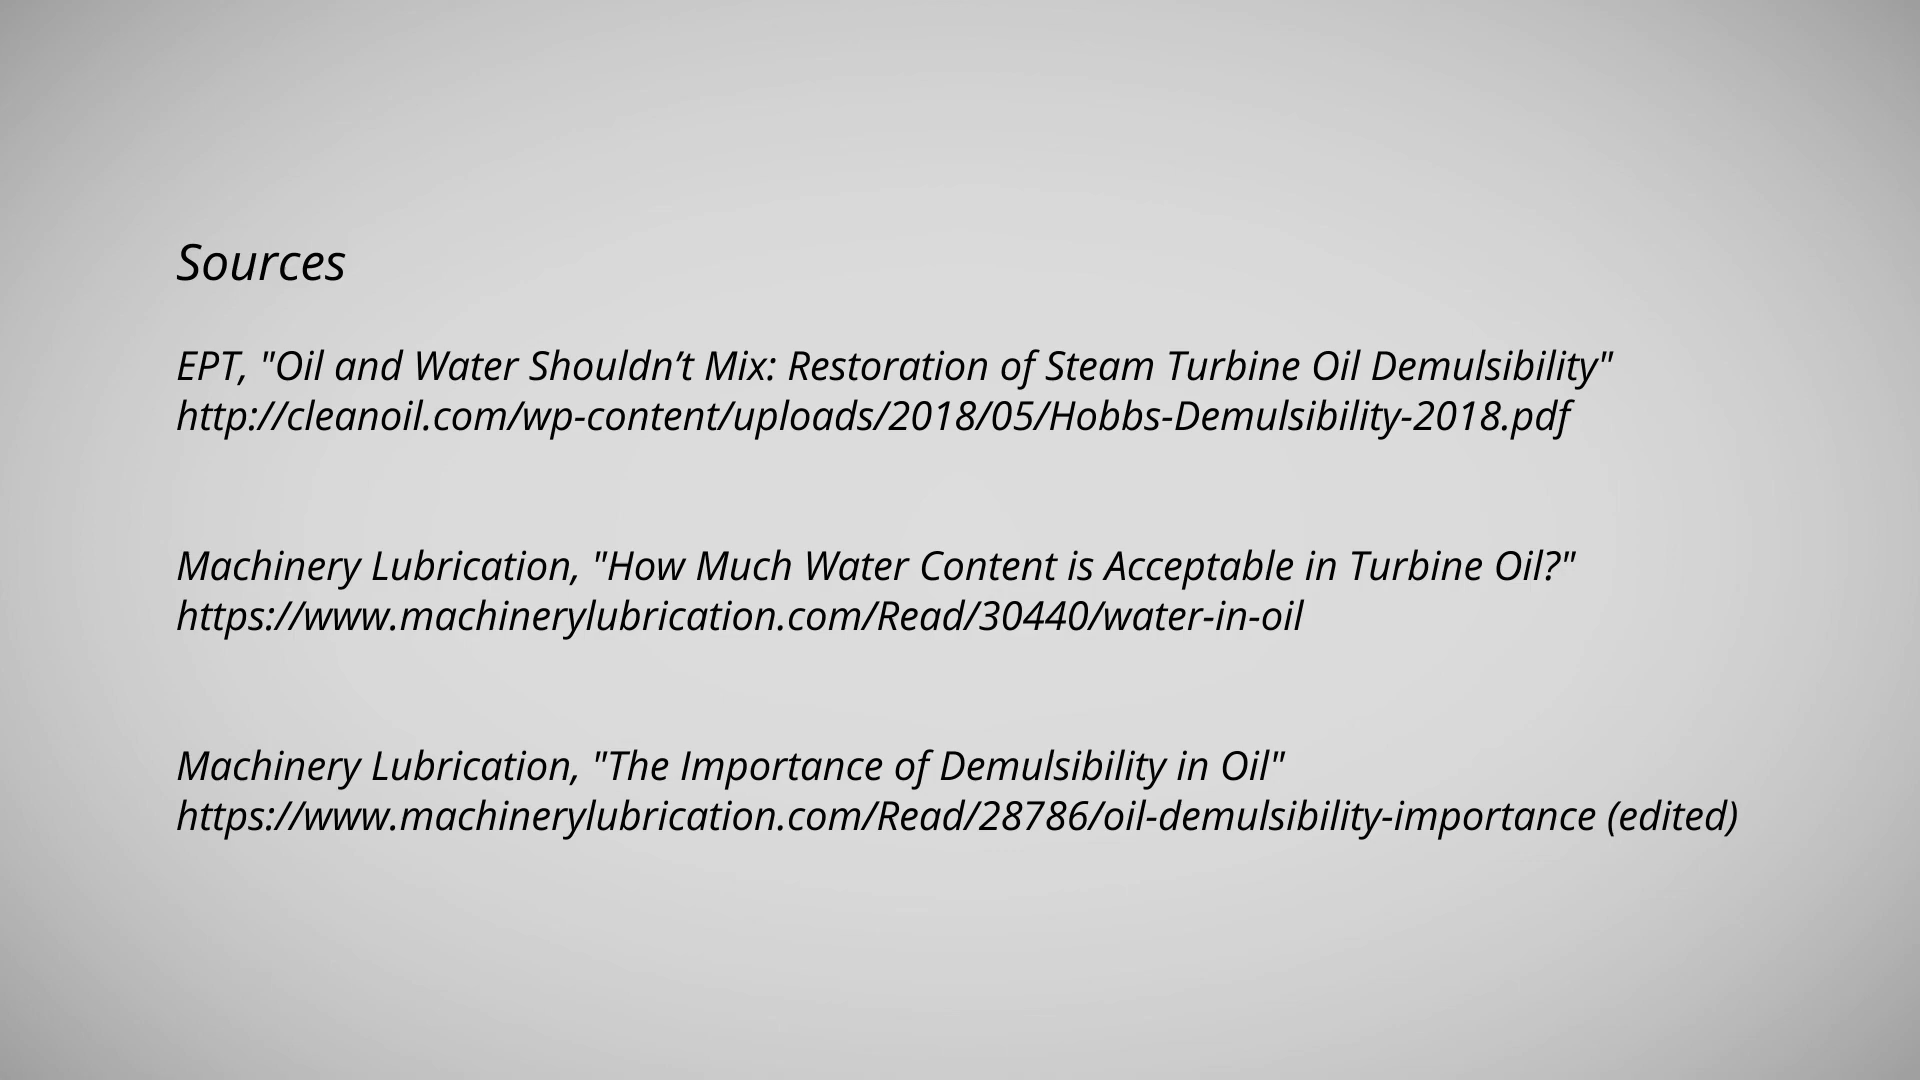 Sources
EPT, "Oil and Water Shouldn’t Mix: Restoration of Steam Turbine Oil Demulsibility"
http://cleanoil.com/wp-content/uploads/2018/05/Hobbs-Demulsibility-2018.pdf
Machinery Lubrication, "How Much Water Content is Acceptable in Turbine Oil?"
https://www.machinerylubrication.com/Read/30440/water-in-oil
Machinery Lubrication, "The Importance of Demulsibility in Oil"
https://www.machinerylubrication.com/Read/28786/oil-demulsibility-importance (edited)